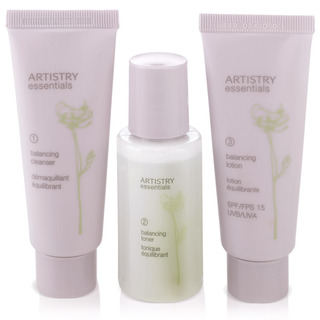 ARTISTRY
essentials
1
balancing
cleanser
démaquillant
équilibrant
ARTISTRY
essentials
2
balancing
toner
tonique
équilibrant
ARTISTRY
essentials
3
balancing
lotion
lotion
équilibrante
SPF/FPS 15
UVB/UVA